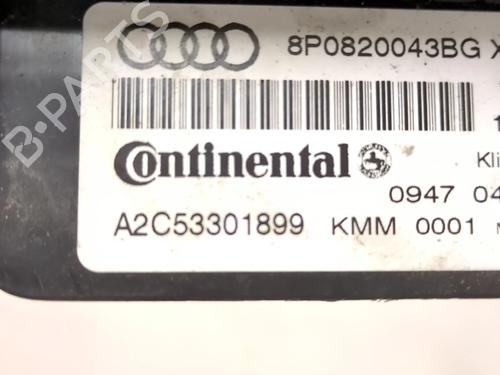 8P0820043BG X
Continental
Kli
0947 04
A2C53301899 KMM 0001
B-PARTS